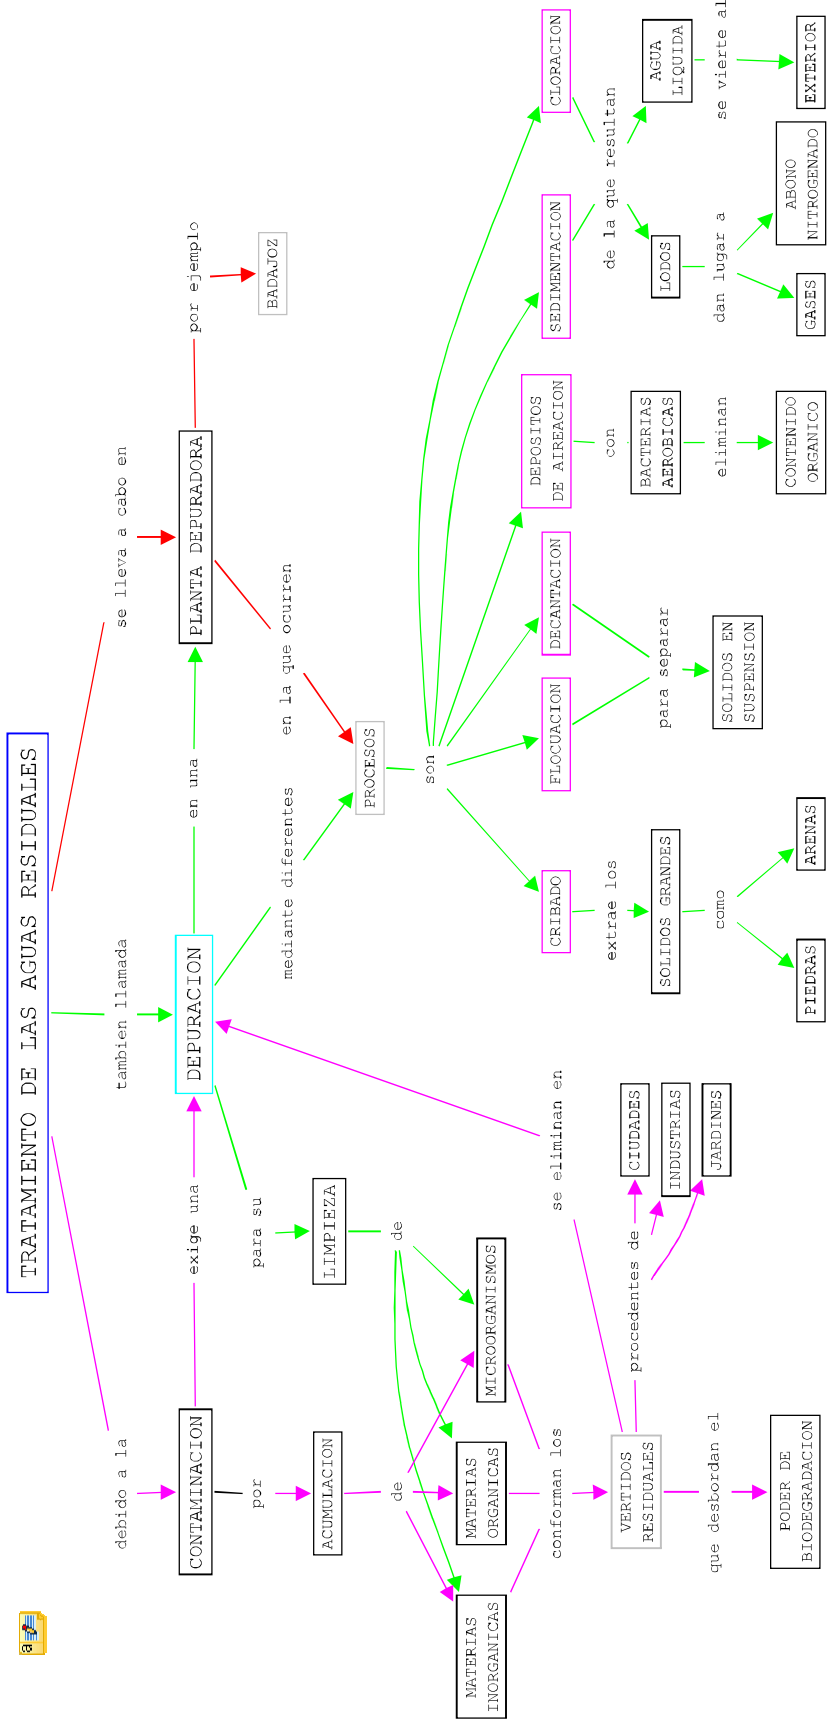 TRATAMIENTO DE LAS AGUAS RESIDUALES
debido a la
tambien llamada
se lleva a cabo en
CONTAMINACION
exige una
DEPURACION
en una
PLANTA DEPURADORA
por ejemplo
BADAJOZ
por
para su
mediante diferentes
en la que ocurren
ACUMULACION
LIMPIEZA
PROCESOS
de
de
son
MATERIAS
INORGANICAS
MATERIAS
ORGANICAS
MICROORGANISMOS
CRIBADO
FLOCUACION
DECANTACION
DEPOSITOS
DE AIREACION
SEDIMENTACION
CLORACION
conforman los
se eliminan en
extrae los
para separar
con
de la que resultan
VERTIDOS
RESIDUALES
procedentes de
CIUDADES
INDUSTRIAS
JARDINES
SOLIDOS GRANDES
SOLIDOS EN
SUSPENSION
BACTERIAS
AEROBICAS
LODOS
AGUA
LIQUIDA
que desbordan el
como
eliminan
dan lugar a
se vierte al
PODER DE
BIODEGRADACION
PIEDRAS
ARENAS
CONTENIDO
ORGANICO
GASES
ABONO
NITROGENADO
EXTERIOR
a